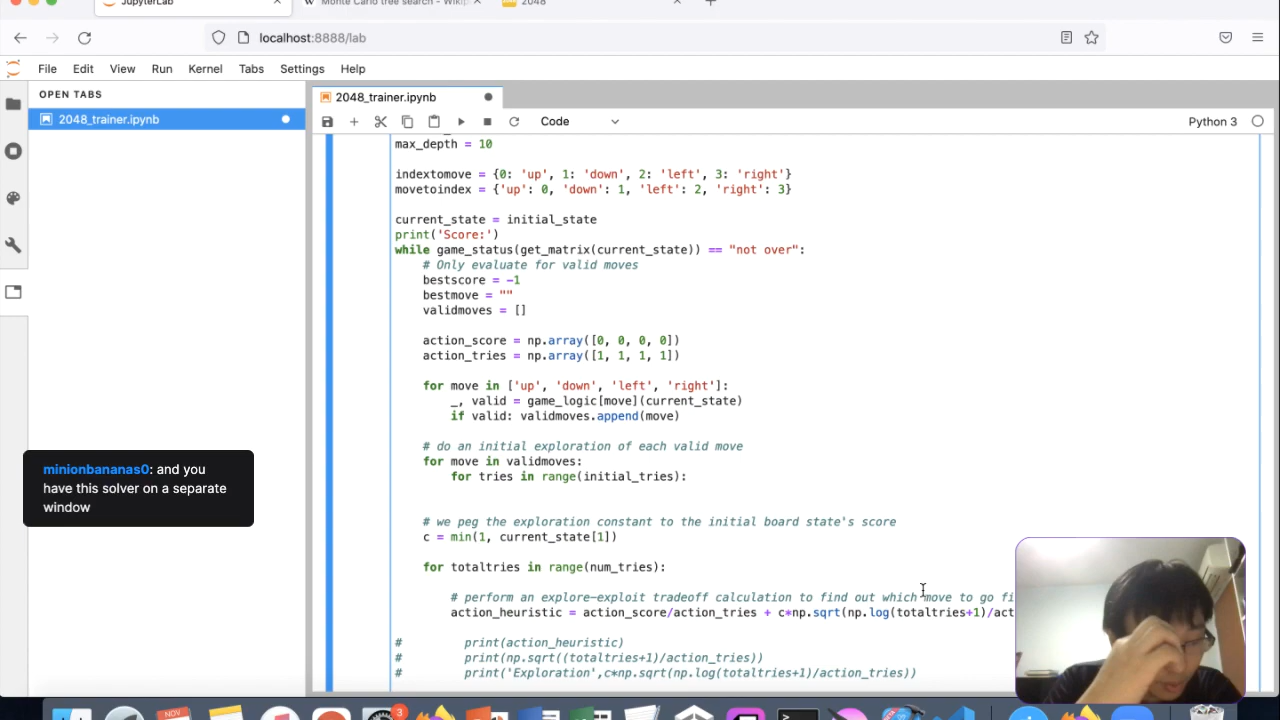 JupyterLab
Monte Carlo tree search - Wikip
2048
localhost:8888/lab
File Edit View Run Kernel Tabs Settings Help
OPEN TABS
2048_trainer.ipynb
2048_trainer.ipynb
Code
Python 3
max_depth = 10
indextomove = {0: 'up', 1: 'down', 2: 'left', 3: 'right'}
movetoindex = {'up': 0, 'down': 1, 'left': 2, 'right': 3}
current_state = initial_state
print('Score:')
while game_status(get_matrix(current_state)) == "not over":
# Only evaluate for valid moves
bestscore = -1
bestmove = ""
validmoves = []
action_score = np.array([0, 0, 0, 0])
action_tries = np.array([1, 1, 1, 1])
for move in ['up', 'down', 'left', 'right']:
_, valid = game_logic[move](current_state)
if valid: validmoves.append(move)
# do an initial exploration of each valid move
for move in validmoves:
for tries in range(initial_tries):
# we peg the exploration constant to the initial board state's score
c = min(1, current_state[1])
for totaltries in range(num_tries):
# perform an explore-exploit tradeoff calculation to find out which move to go fi
action_heuristic = action_score/action_tries + c*np.sqrt(np.log(totaltries+1)/act
# print(action_heuristic)
# print(np.sqrt((totaltries+1)/action_tries))
# print('Exploration',c*np.sqrt(np.log(totaltries+1)/action_tries))
minionbananas0: and you
have this solver on a separate
window
NOV
3